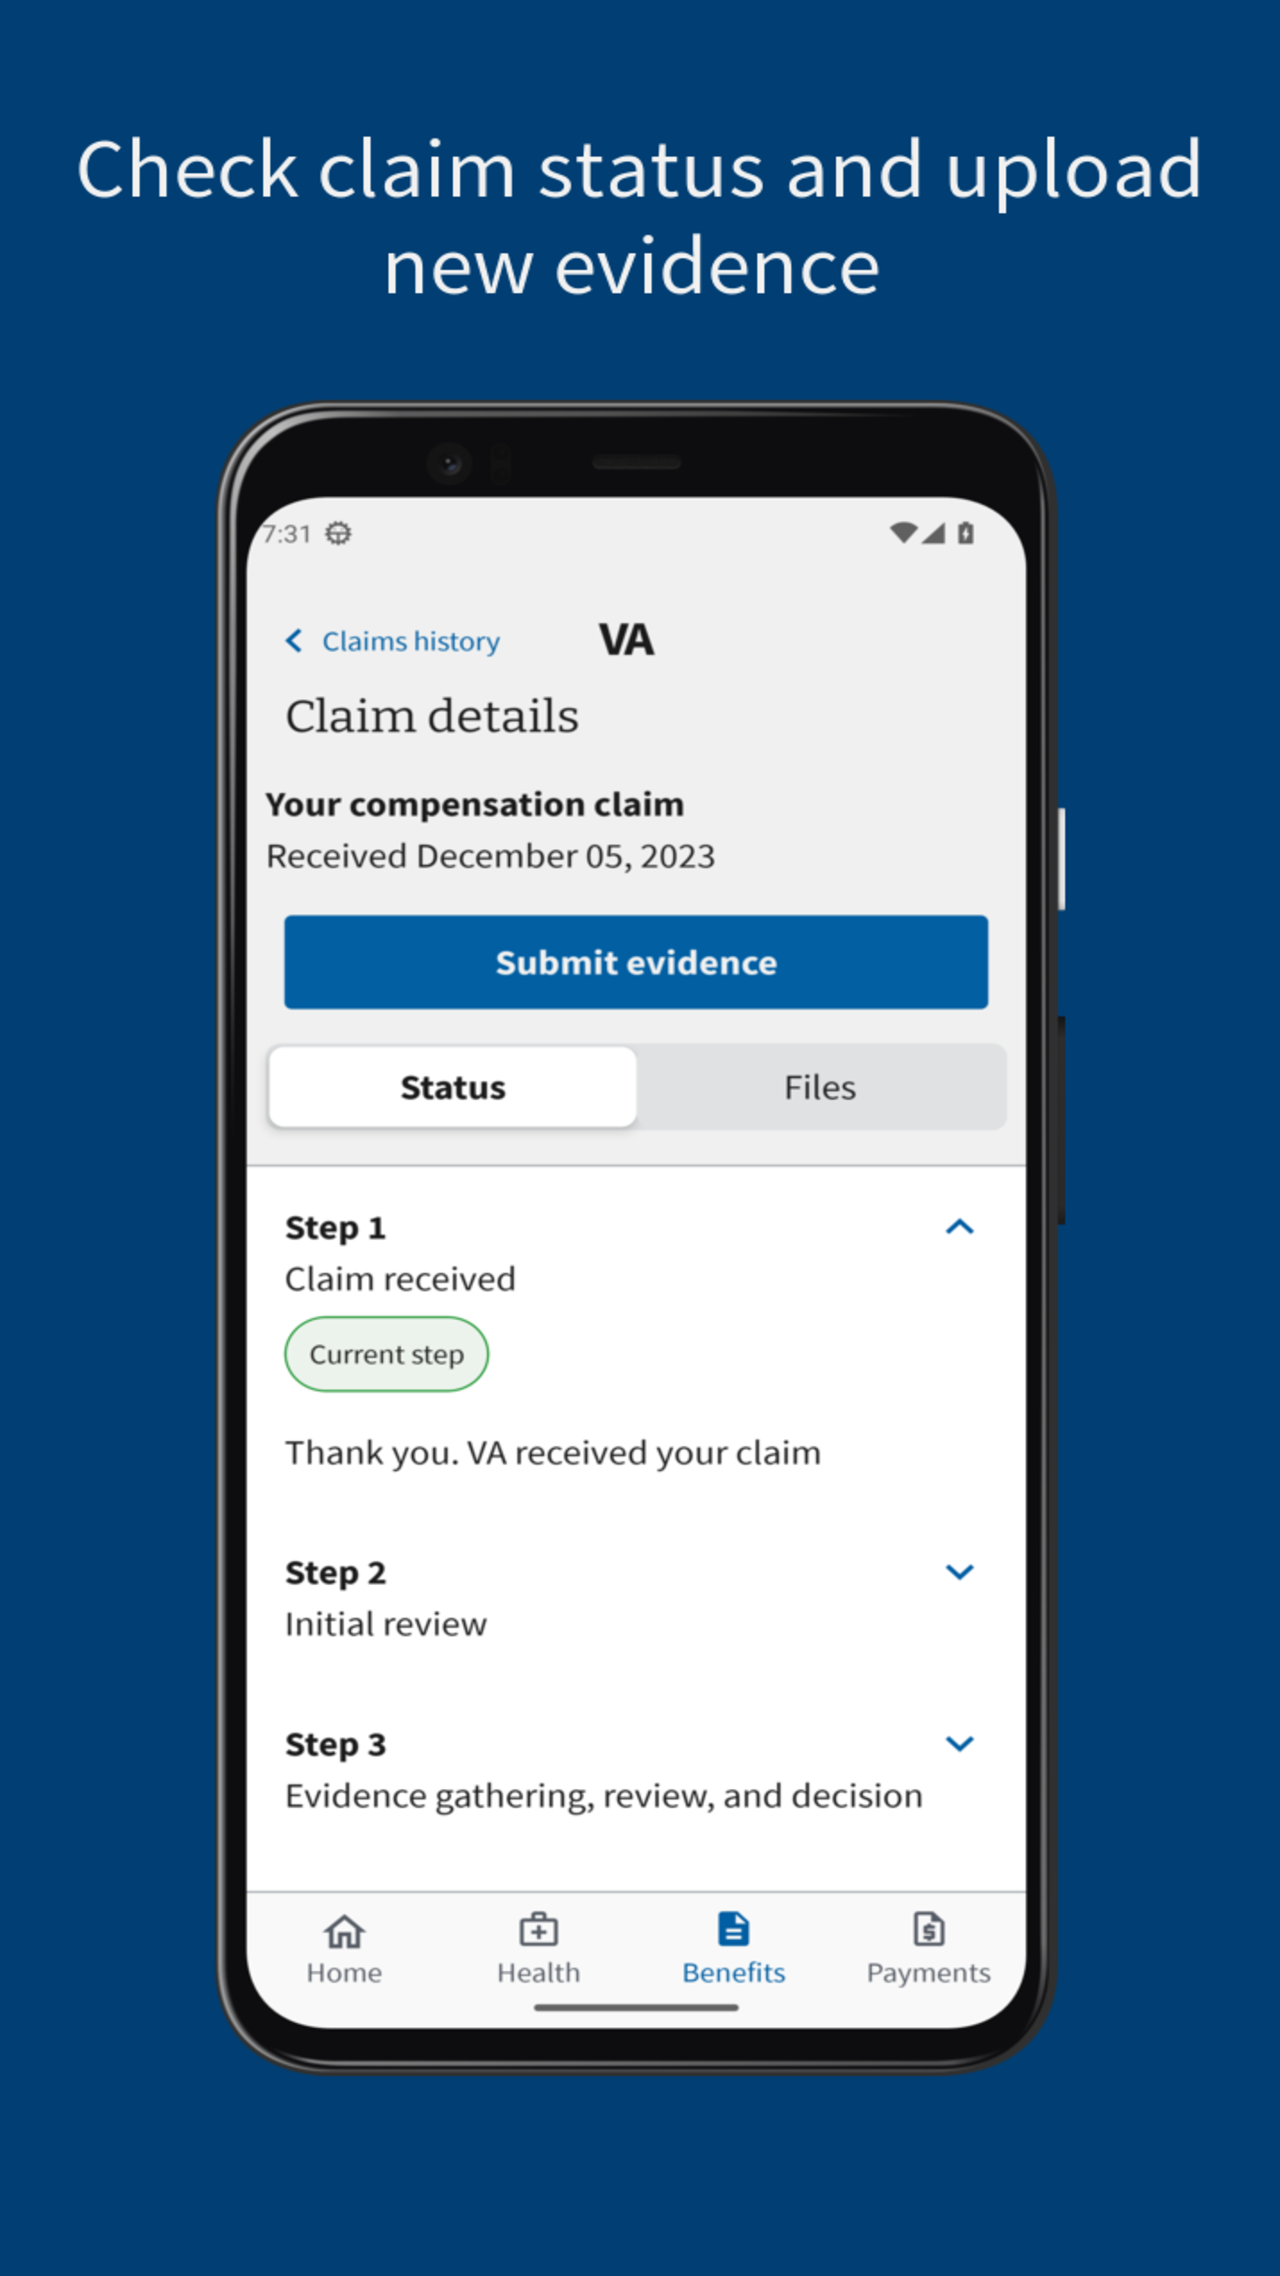 Check claim status and upload
new evidence
7:31
Claims history
VA
Claim details
Your compensation claim
Received December 05, 2023
Submit evidence
Status
Files
Step 1
Claim received
Current step
Thank you. VA received your claim
Step 2
Initial review
Step 3
Evidence gathering, review, and decision
Home
Health
Benefits
Payments